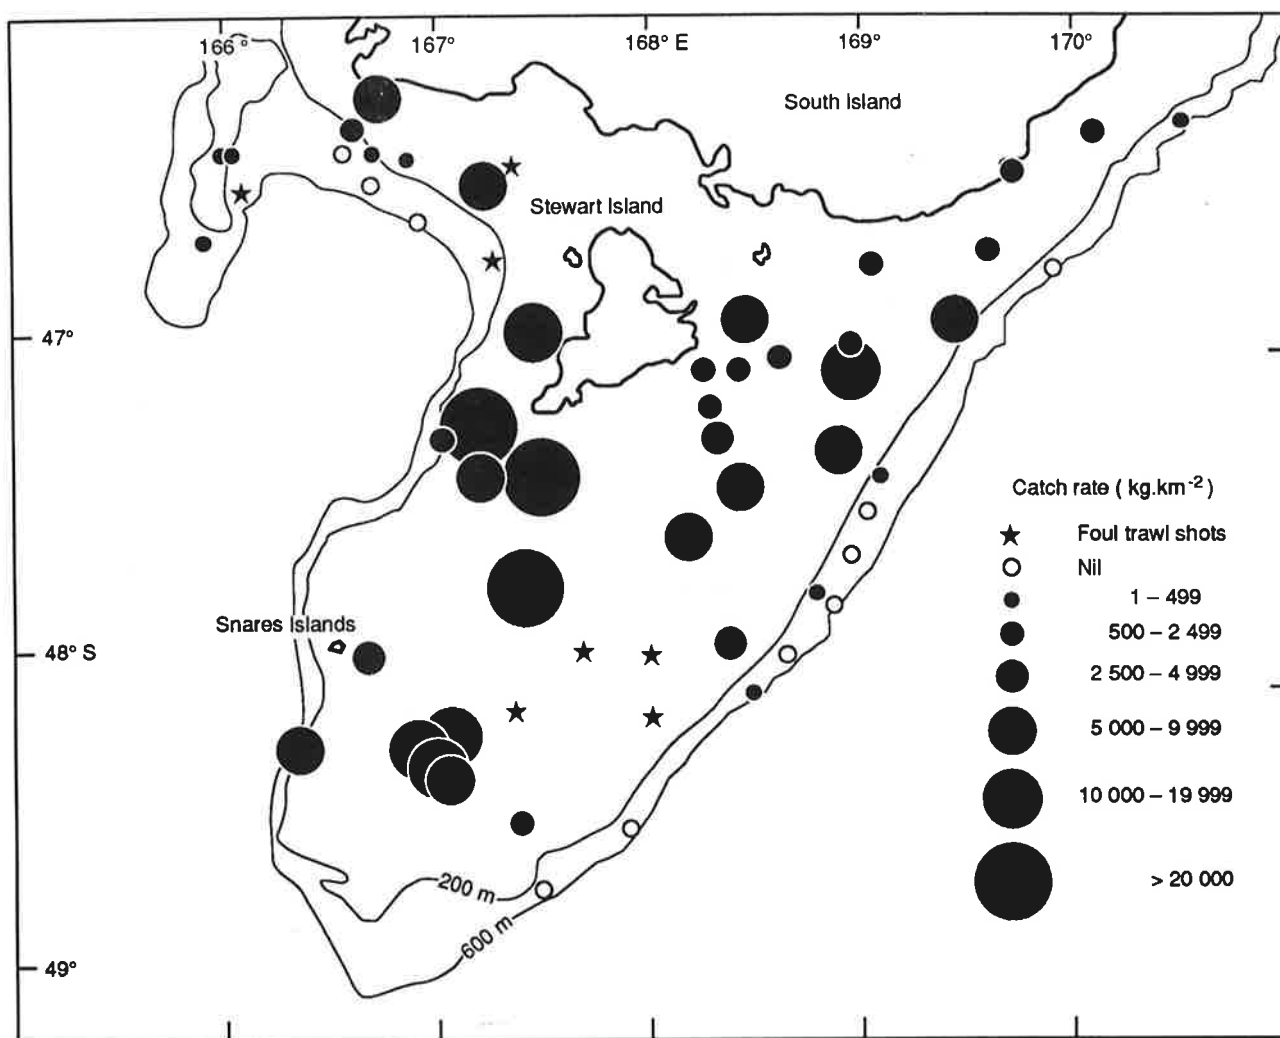 166° 167° 168° E 169° 170°
South Island
Stewart Island
47°
Catch rate ( kg.km-2 )
Foul trawl shots
Nil
1 – 499
Snares Islands
500 – 2 499
48° S
2 500 – 4 999
5 000 – 9 999
10 000 – 19 999
200 m
> 20 000
600 m
49°